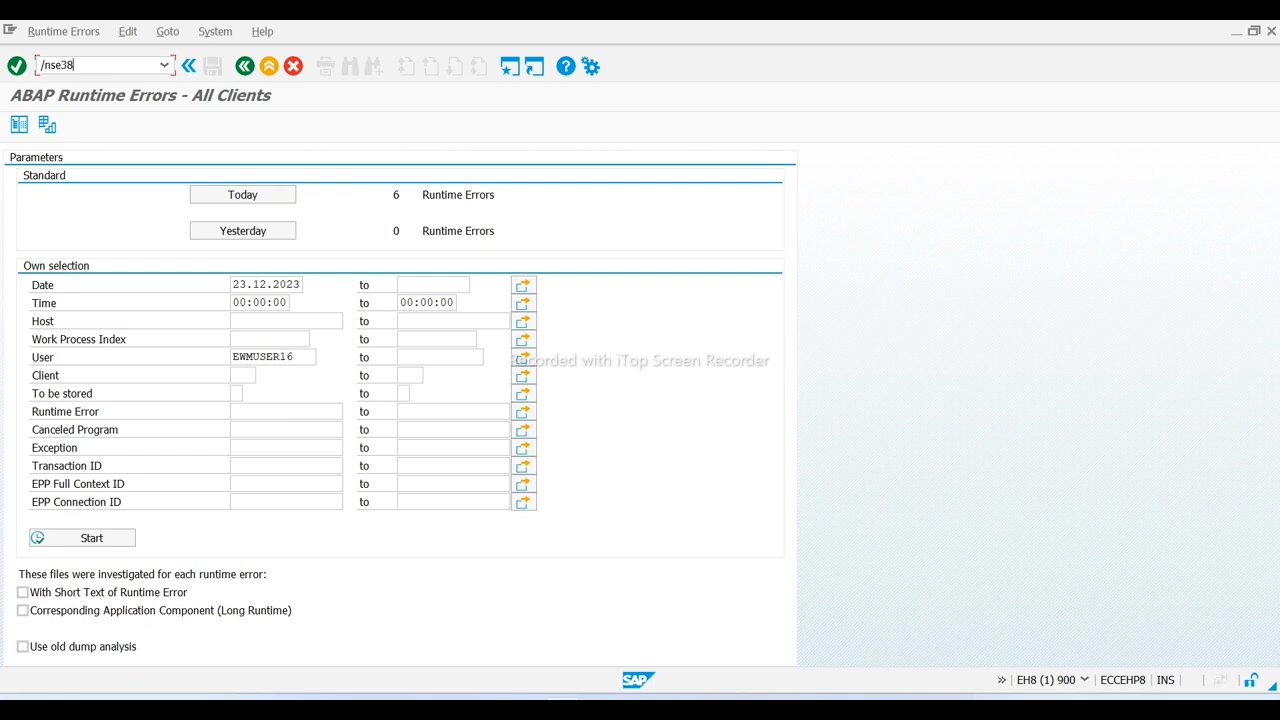 Runtime Errors Edit Goto System Help
/nse38
ABAP Runtime Errors - All Clients
Parameters
Standard
Today 6 Runtime Errors
Yesterday 0 Runtime Errors
Own selection
Date 23.12.2023 to
Time 00:00:00 to 00:00:00
Host to
Work Process Index to
User EWMUSER16 to
Recorded with iTop Screen Recorder
Client to
To be stored to
Runtime Error to
Canceled Program to
Exception to
Transaction ID to
EPP Full Context ID to
EPP Connection ID to
Start
These files were investigated for each runtime error:
With Short Text of Runtime Error
Corresponding Application Component (Long Runtime)
Use old dump analysis
SAP EH8 (1) 900 ECCEHP8 INS